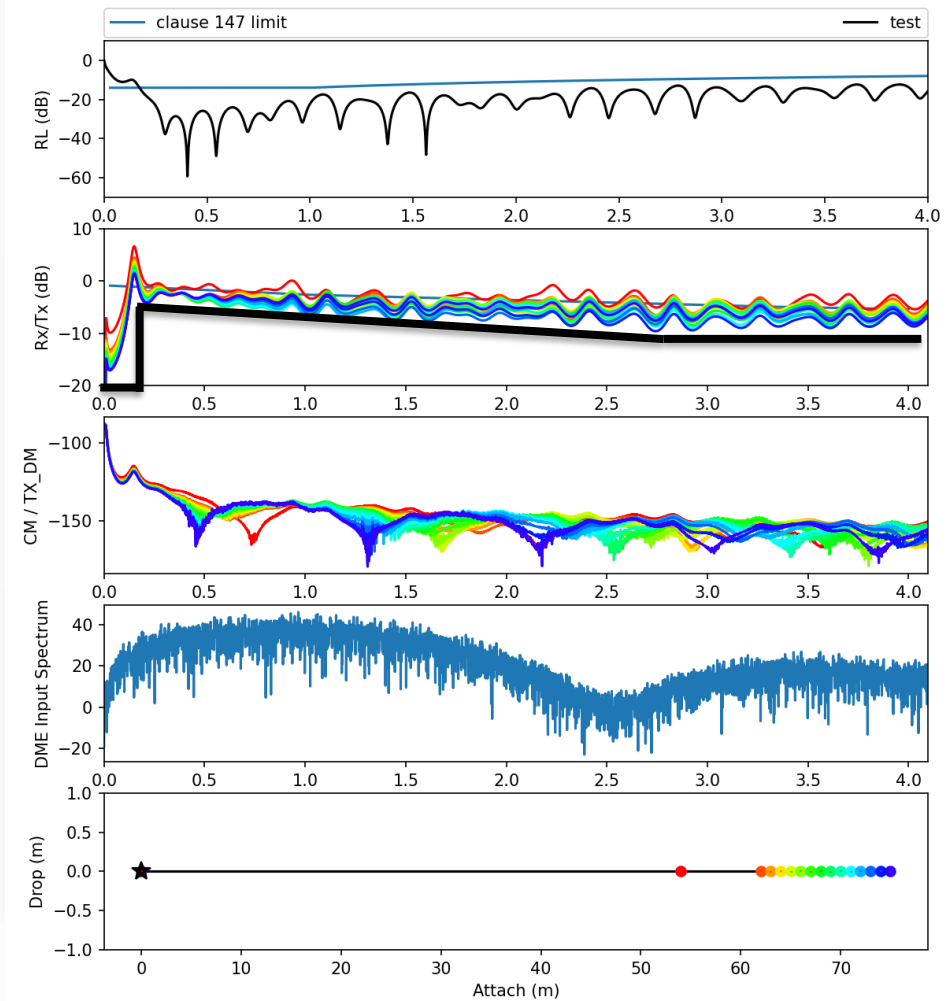 clause 147 limit
test
RL (dB)
0
−20
−40
−60
0.0 0.5 1.0 1.5 2.0 2.5 3.0 3.5 4.0
Rx/Tx (dB)
10
0
−10
−20
0.0 0.5 1.0 1.5 2.0 2.5 3.0 3.5 4.0
CM / TX_DM
−100
−150
0.0 0.5 1.0 1.5 2.0 2.5 3.0 3.5 4.0
DME Input Spectrum
40
20
0
−20
0.0 0.5 1.0 1.5 2.0 2.5 3.0 3.5 4.0
Drop (m)
1.0
0.5
0.0
−0.5
−1.0
0 10 20 30 40 50 60 70
Attach (m)